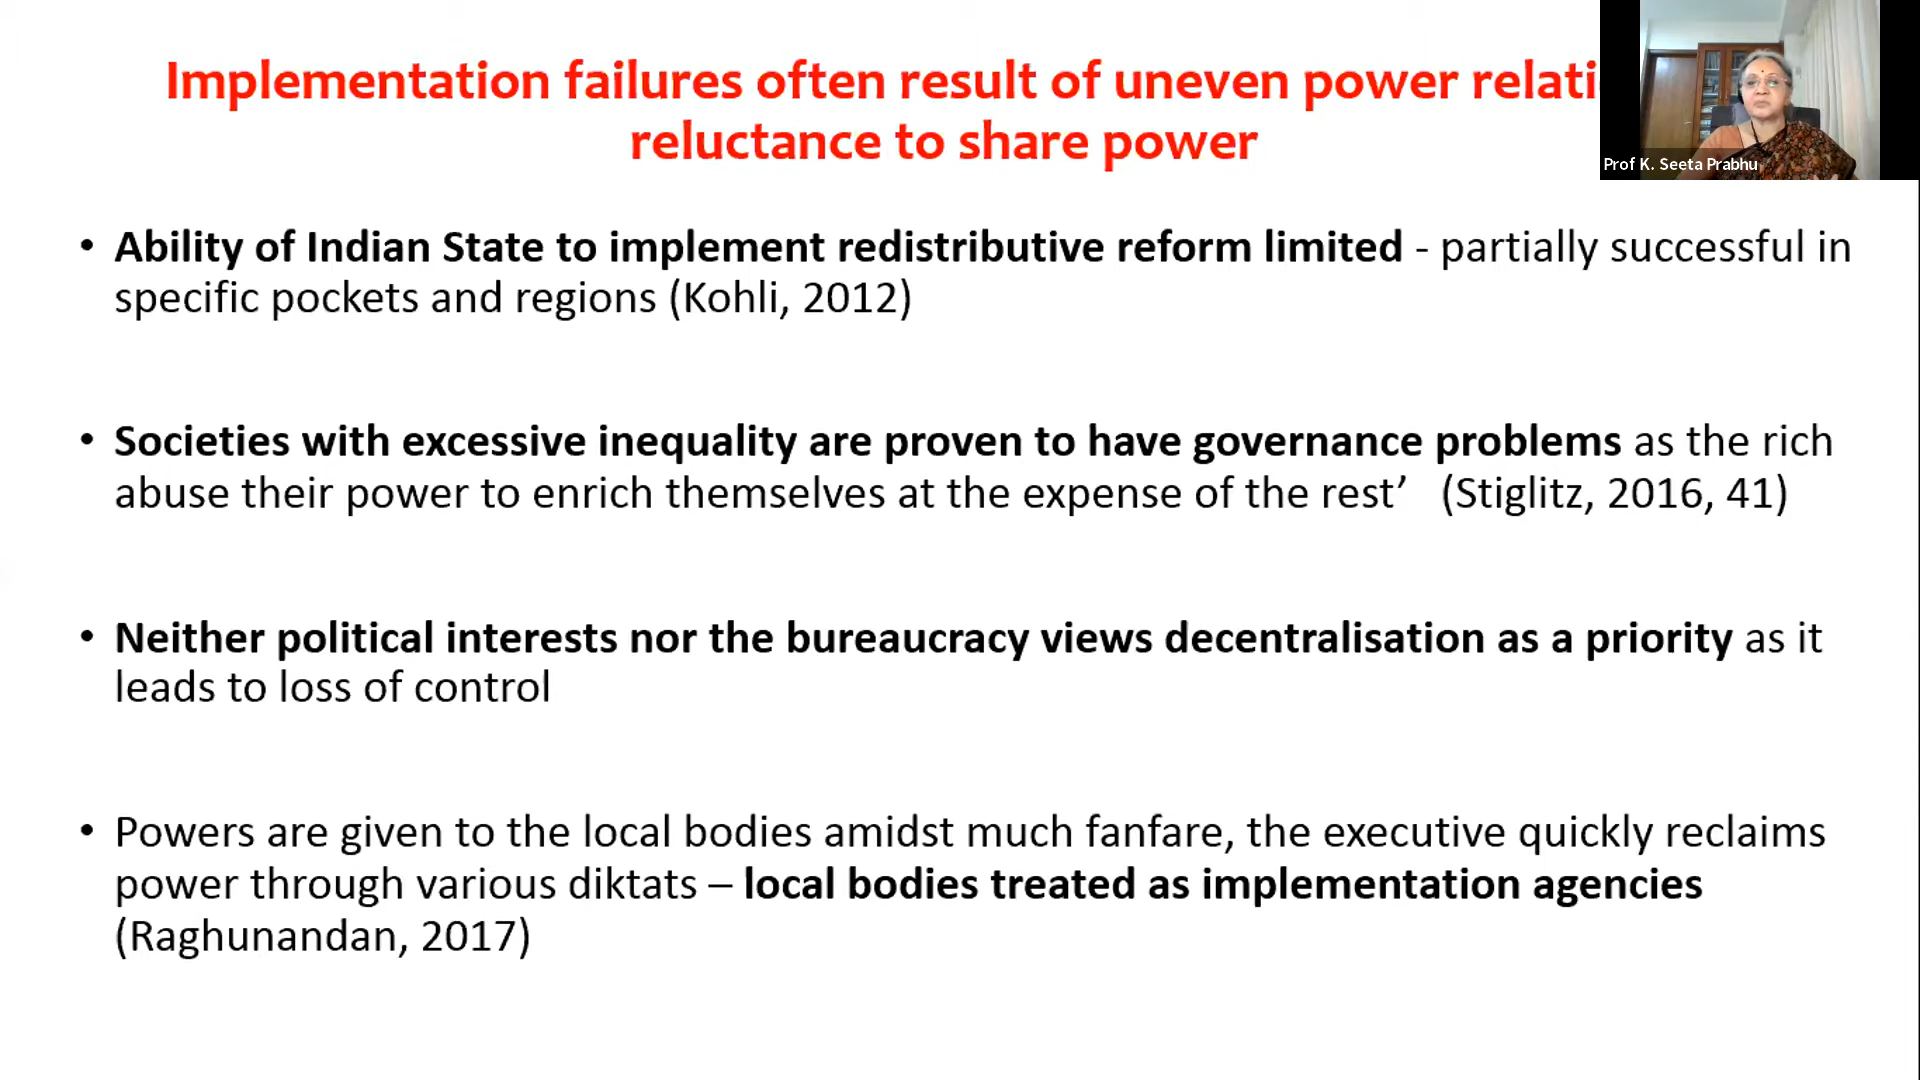 Implementation failures often result of uneven power relati
reluctance to share power
Prof K. Seeta Prabhu
• Ability of Indian State to implement redistributive reform limited - partially successful in
specific pockets and regions (Kohli, 2012)
• Societies with excessive inequality are proven to have governance problems as the rich
abuse their power to enrich themselves at the expense of the rest’ (Stiglitz, 2016, 41)
• Neither political interests nor the bureaucracy views decentralisation as a priority as it
leads to loss of control
• Powers are given to the local bodies amidst much fanfare, the executive quickly reclaims
power through various diktats – local bodies treated as implementation agencies
(Raghunandan, 2017)